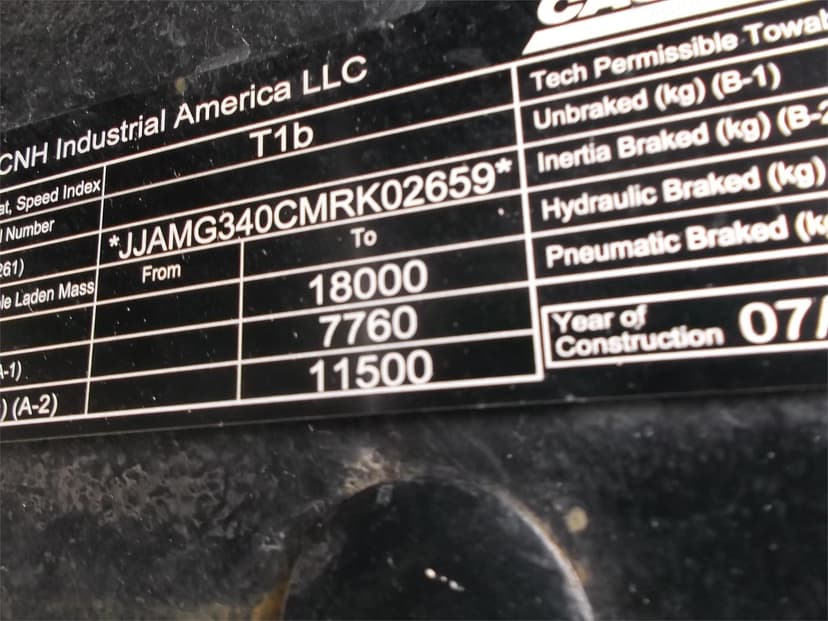 CNH Industrial America LLC
T1b
at, Speed Index
l Number
*JJAMG340CMRK02659*
261)
From
To
le Laden Mass
18000
7760
A-1)
11500
) (A-2)
Tech Permissible Towab
Unbraked (kg) (B-1)
Inertia Braked (kg) (B-2
Hydraulic Braked (kg)
Pneumatic Braked (k
Year of
Construction
07/